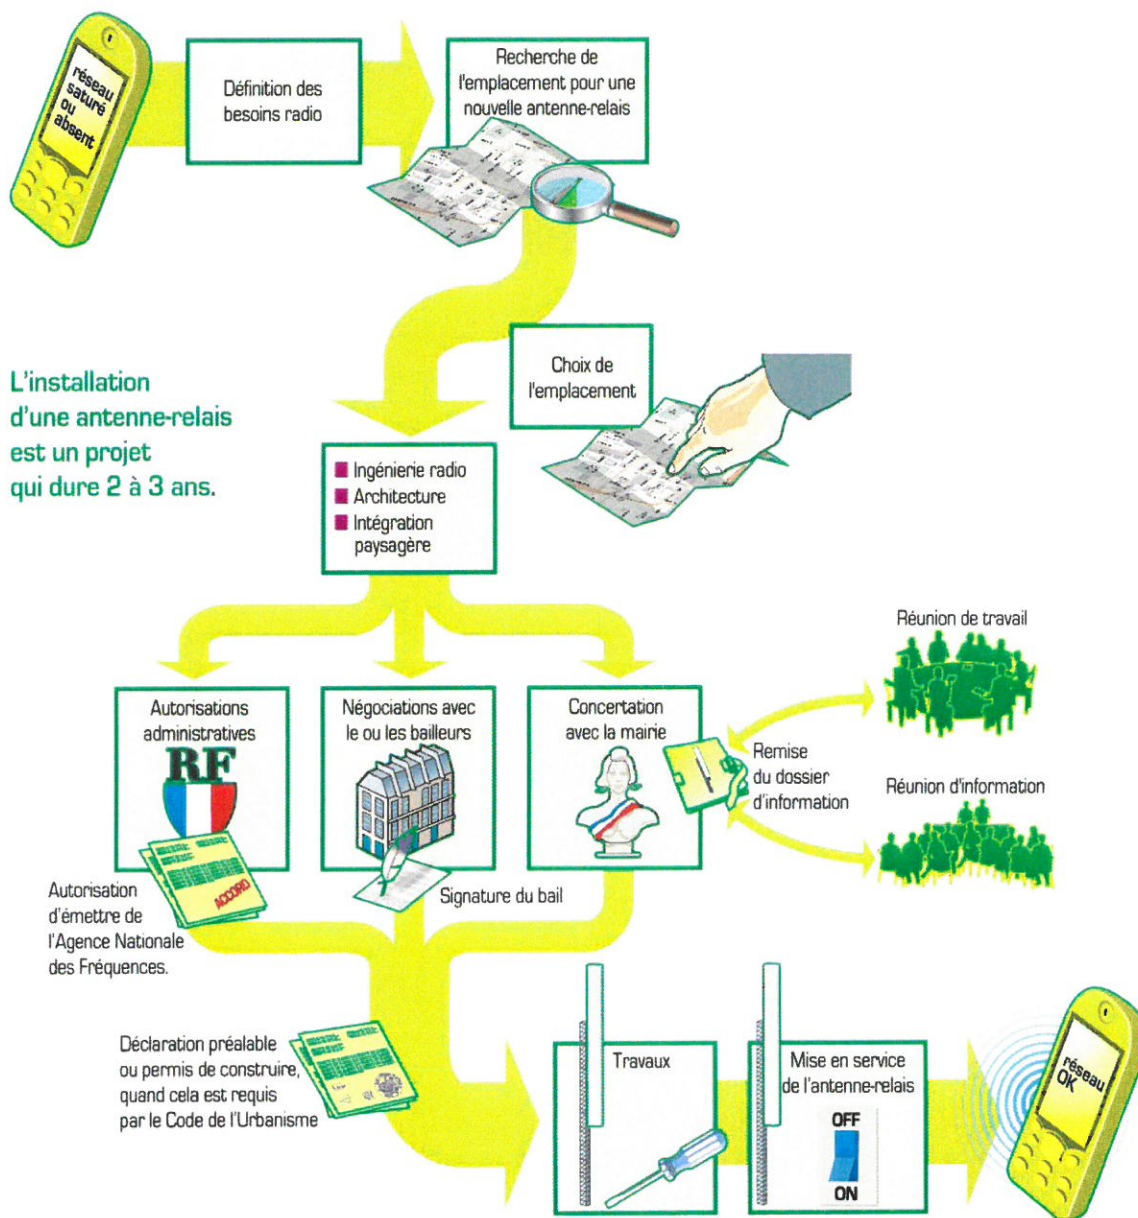 réseau
saturé
ou
absent
Définition des
besoins radio
Recherche de
l'emplacement pour une
nouvelle antenne-relais
Choix de
l'emplacement
L'installation
d'une antenne-relais
est un projet
qui dure 2 à 3 ans.
Ingénierie radio
Architecture
Intégration
paysagère
Autorisations
administratives
RF
ACCORD
Négociations avec
le ou les bailleurs
Concertation
avec la mairie
Réunion de travail
Remise
du dossier
d'information
Réunion d'information
Autorisation
d'émettre de
l'Agence Nationale
des Fréquences.
Signature du bail
Déclaration préalable
ou permis de construire,
quand cela est requis
par le Code de l'Urbanisme
Travaux
Mise en service
de l'antenne-relais
OFF
ON
réseau
OK